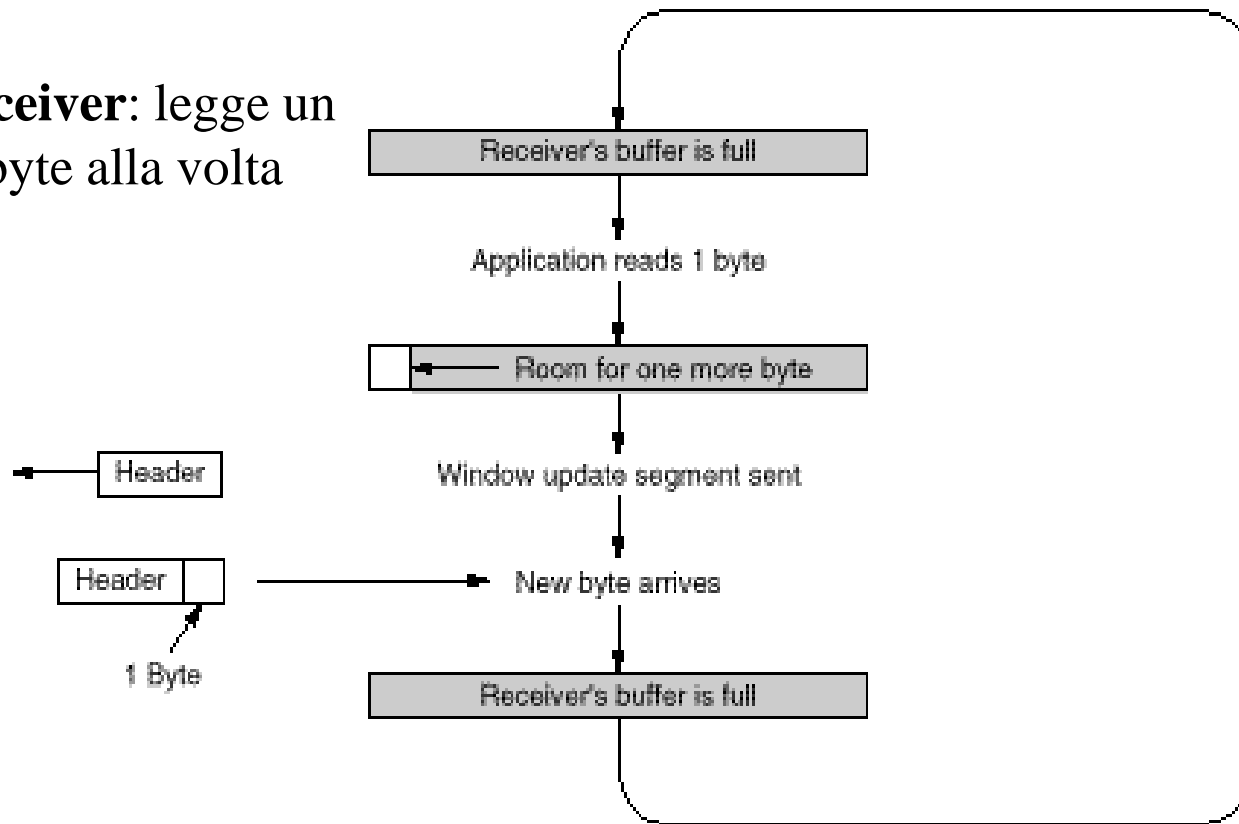 ceiver: legge un
byte alla volta
Receiver's buffer is full
Application reads 1 byte
Room for one more byte
Header
Window update segment sent
Header
New byte arrives
1 Byte
Receiver's buffer is full